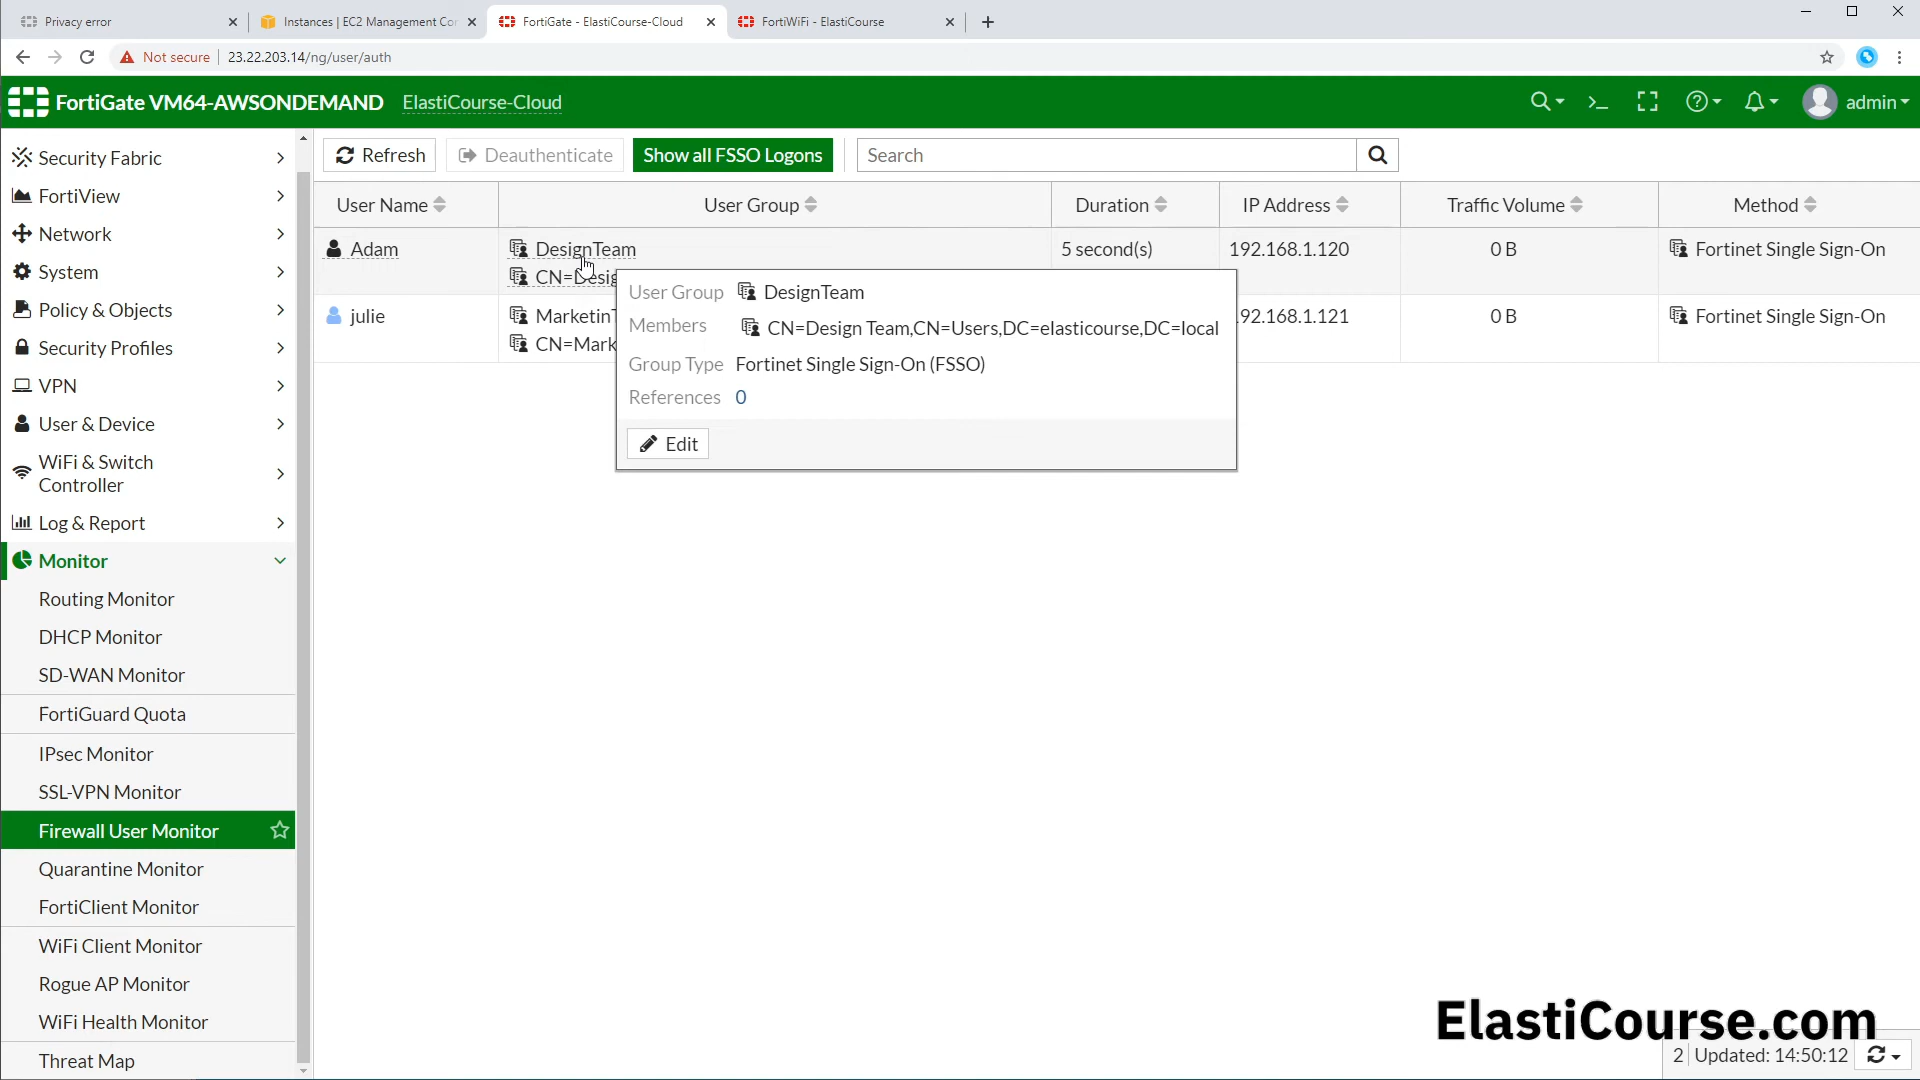 Privacy error
Instances | EC2 Management Cor
FortiGate - ElastiCourse-Cloud
FortiWiFi - ElastiCourse
Not secure
23.22.203.14/ng/user/auth
FortiGate VM64-AWSONDEMAND
ElastiCourse-Cloud
admin
Security Fabric
FortiView
Network
System
Policy & Objects
Security Profiles
VPN
User & Device
WiFi & Switch
Controller
Log & Report
Monitor
Routing Monitor
DHCP Monitor
SD-WAN Monitor
FortiGuard Quota
IPsec Monitor
SSL-VPN Monitor
Firewall User Monitor
Quarantine Monitor
FortiClient Monitor
WiFi Client Monitor
Rogue AP Monitor
WiFi Health Monitor
Threat Map
Refresh
Deauthenticate
Show all FSSO Logons
Search
User Name
User Group
Duration
IP Address
Traffic Volume
Method
Adam
DesignTeam
CN=Desig
5 second(s)
192.168.1.120
0 B
Fortinet Single Sign-On
julie
MarketinT
CN=Mark
92.168.1.121
0 B
Fortinet Single Sign-On
User Group DesignTeam
Members CN=Design Team,CN=Users,DC=elasticourse,DC=local
Group Type Fortinet Single Sign-On (FSSO)
References 0
Edit
ElastiCourse.com
2 Updated: 14:50:12